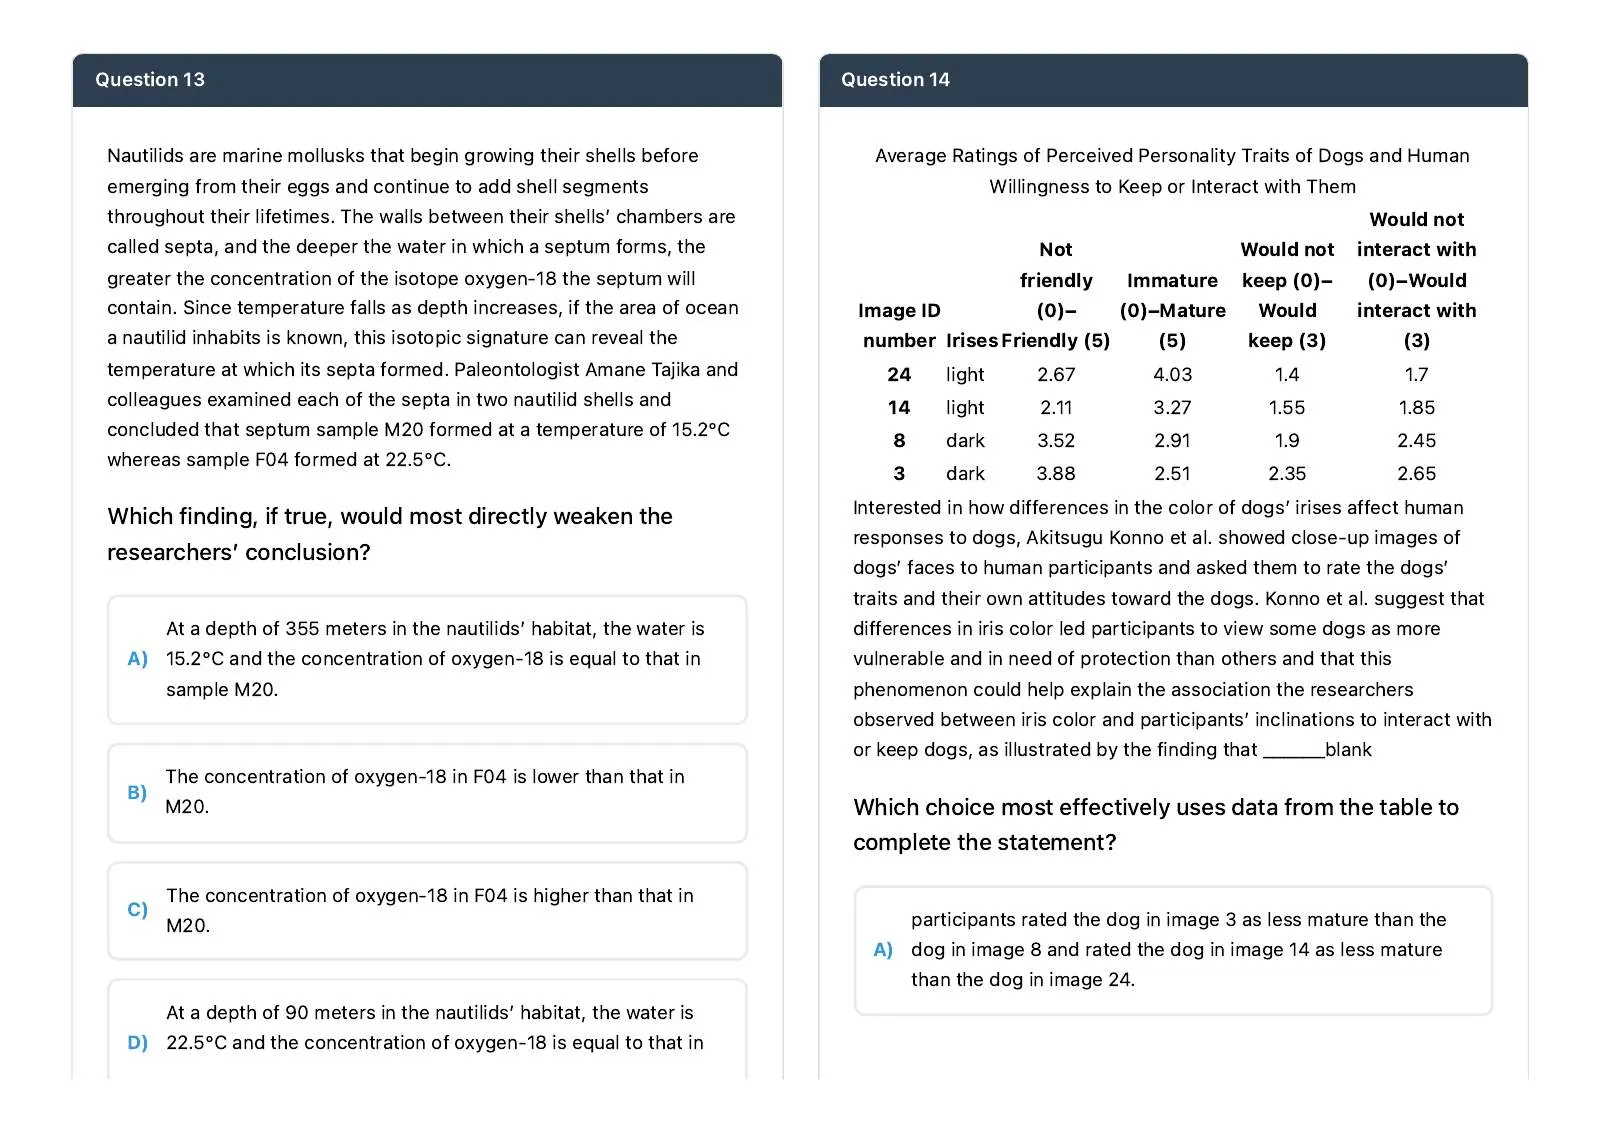 Question 13
Nautilids are marine mollusks that begin growing their shells before
emerging from their eggs and continue to add shell segments
throughout their lifetimes. The walls between their shells’ chambers are
called septa, and the deeper the water in which a septum forms, the
greater the concentration of the isotope oxygen-18 the septum will
contain. Since temperature falls as depth increases, if the area of ocean
a nautilid inhabits is known, this isotopic signature can reveal the
temperature at which its septa formed. Paleontologist Amane Tajika and
colleagues examined each of the septa in two nautilid shells and
concluded that septum sample M20 formed at a temperature of 15.2°C
whereas sample F04 formed at 22.5°C.
Which finding, if true, would most directly weaken the
researchers’ conclusion?
A) At a depth of 355 meters in the nautilids’ habitat, the water is
15.2°C and the concentration of oxygen-18 is equal to that in
sample M20.
B) The concentration of oxygen-18 in F04 is lower than that in
M20.
C) The concentration of oxygen-18 in F04 is higher than that in
M20.
D) At a depth of 90 meters in the nautilids’ habitat, the water is
22.5°C and the concentration of oxygen-18 is equal to that in
Question 14
Average Ratings of Perceived Personality Traits of Dogs and Human
Willingness to Keep or Interact with Them
Would not
Not Would not interact with
friendly Immature keep (0)– (0)–Would
Image ID (0)– (0)–Mature Would interact with
number Irises Friendly (5) (5) keep (3) (3)
24 light 2.67 4.03 1.4 1.7
14 light 2.11 3.27 1.55 1.85
8 dark 3.52 2.91 1.9 2.45
3 dark 3.88 2.51 2.35 2.65
Interested in how differences in the color of dogs’ irises affect human
responses to dogs, Akitsugu Konno et al. showed close-up images of
dogs’ faces to human participants and asked them to rate the dogs’
traits and their own attitudes toward the dogs. Konno et al. suggest that
differences in iris color led participants to view some dogs as more
vulnerable and in need of protection than others and that this
phenomenon could help explain the association the researchers
observed between iris color and participants’ inclinations to interact with
or keep dogs, as illustrated by the finding that ______blank
Which choice most effectively uses data from the table to
complete the statement?
A) participants rated the dog in image 3 as less mature than the
dog in image 8 and rated the dog in image 14 as less mature
than the dog in image 24.